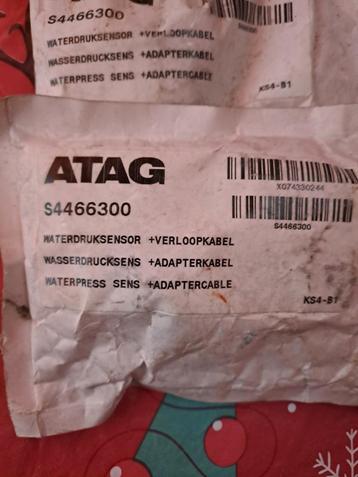 S4466300
WATERDRUKSENSOR +VERLOOPKABEL
WASSERDRUCKSENS +ADAPTERKABEL
WATERPRESS SENS +ADAPTERCABLE
KS4-B1
ATAG
X074330244
S4466300
S4466300
WATERDRUKSENSOR +VERLOOPKABEL
WASSERDRUCKSENS +ADAPTERKABEL
WATERPRESS SENS +ADAPTERCABLE
KS4-B1